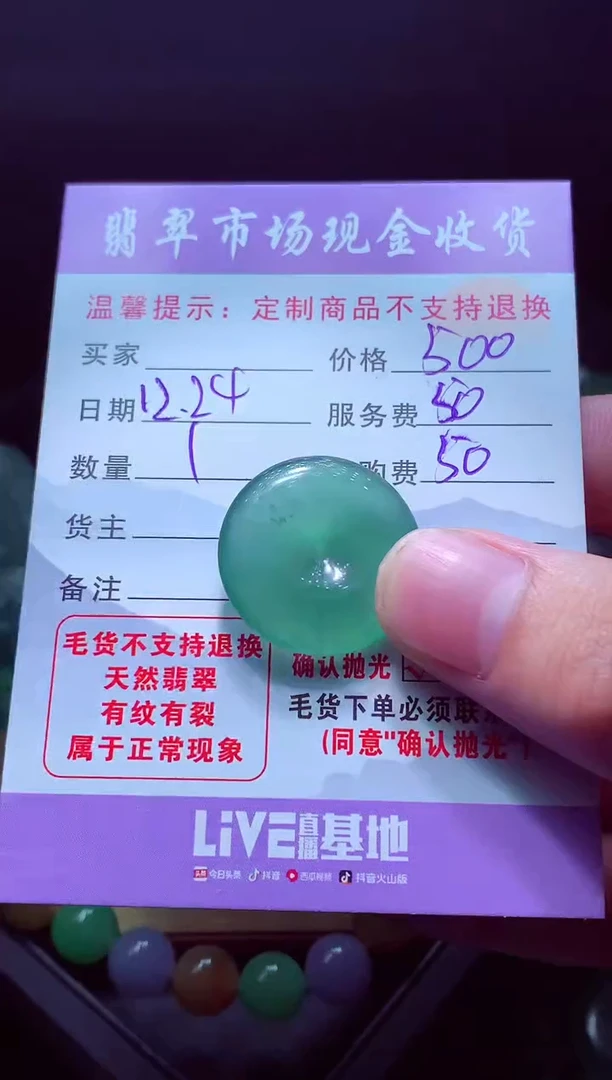 翡翠市场现金收货
温馨提示：定制商品不支持退换
买家 价格 500
日期 12.24 服务费 50
数量 1 购费 50
货主
备注
毛货不支持退换
天然翡翠
有纹有裂
属于正常现象
确认抛光
毛货下单必须联
(同意"确认抛光"
LiVE直播基地
头条 今日头条 抖音 西瓜视频 抖音火山版